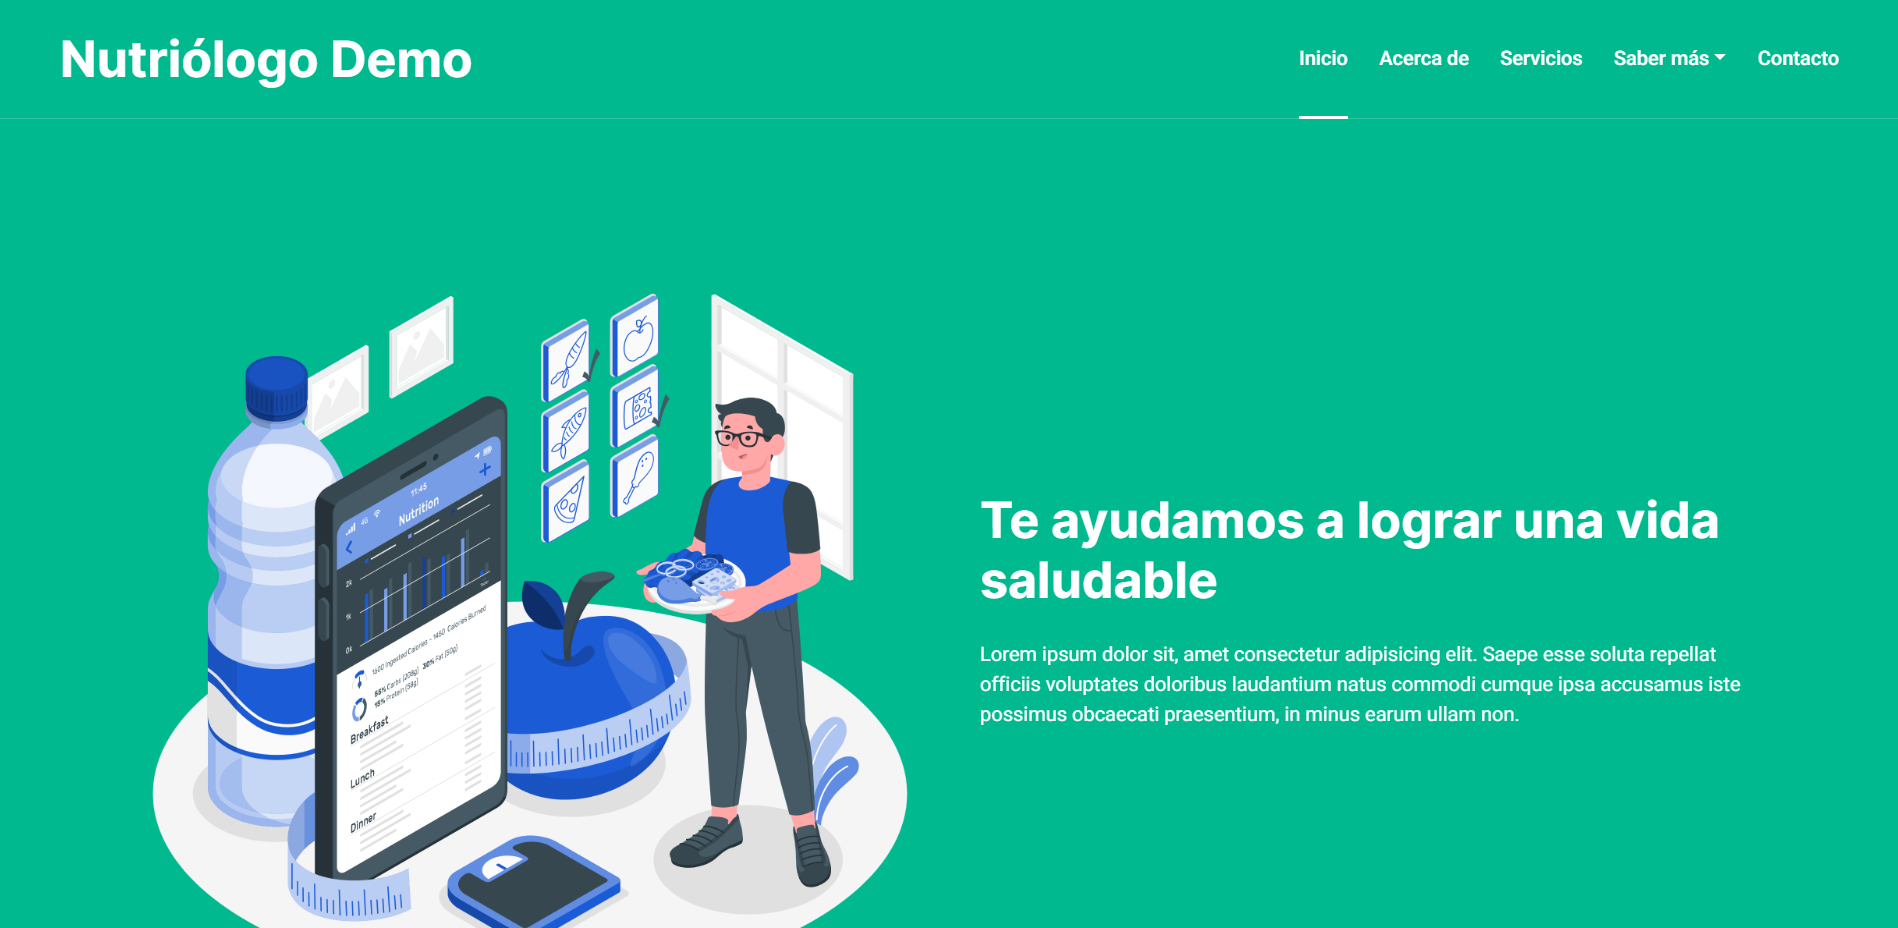 Nutriólogo Demo
Inicio
Acerca de
Servicios
Saber más
Contacto
11:45
4G
Nutrition
2k
1k
0k
1600 Ingested Calories - 1450 Calories Burned
55% Carbs (208g) 30% Fat (50g)
15% Protein (58g)
Breakfast
Lunch
Dinner
Te ayudamos a lograr una vida
saludable
Lorem ipsum dolor sit, amet consectetur adipisicing elit. Saepe esse soluta repellat
officiis voluptates doloribus laudantium natus commodi cumque ipsa accusamus iste
possimus obcaecati praesentium, in minus earum ullam non.